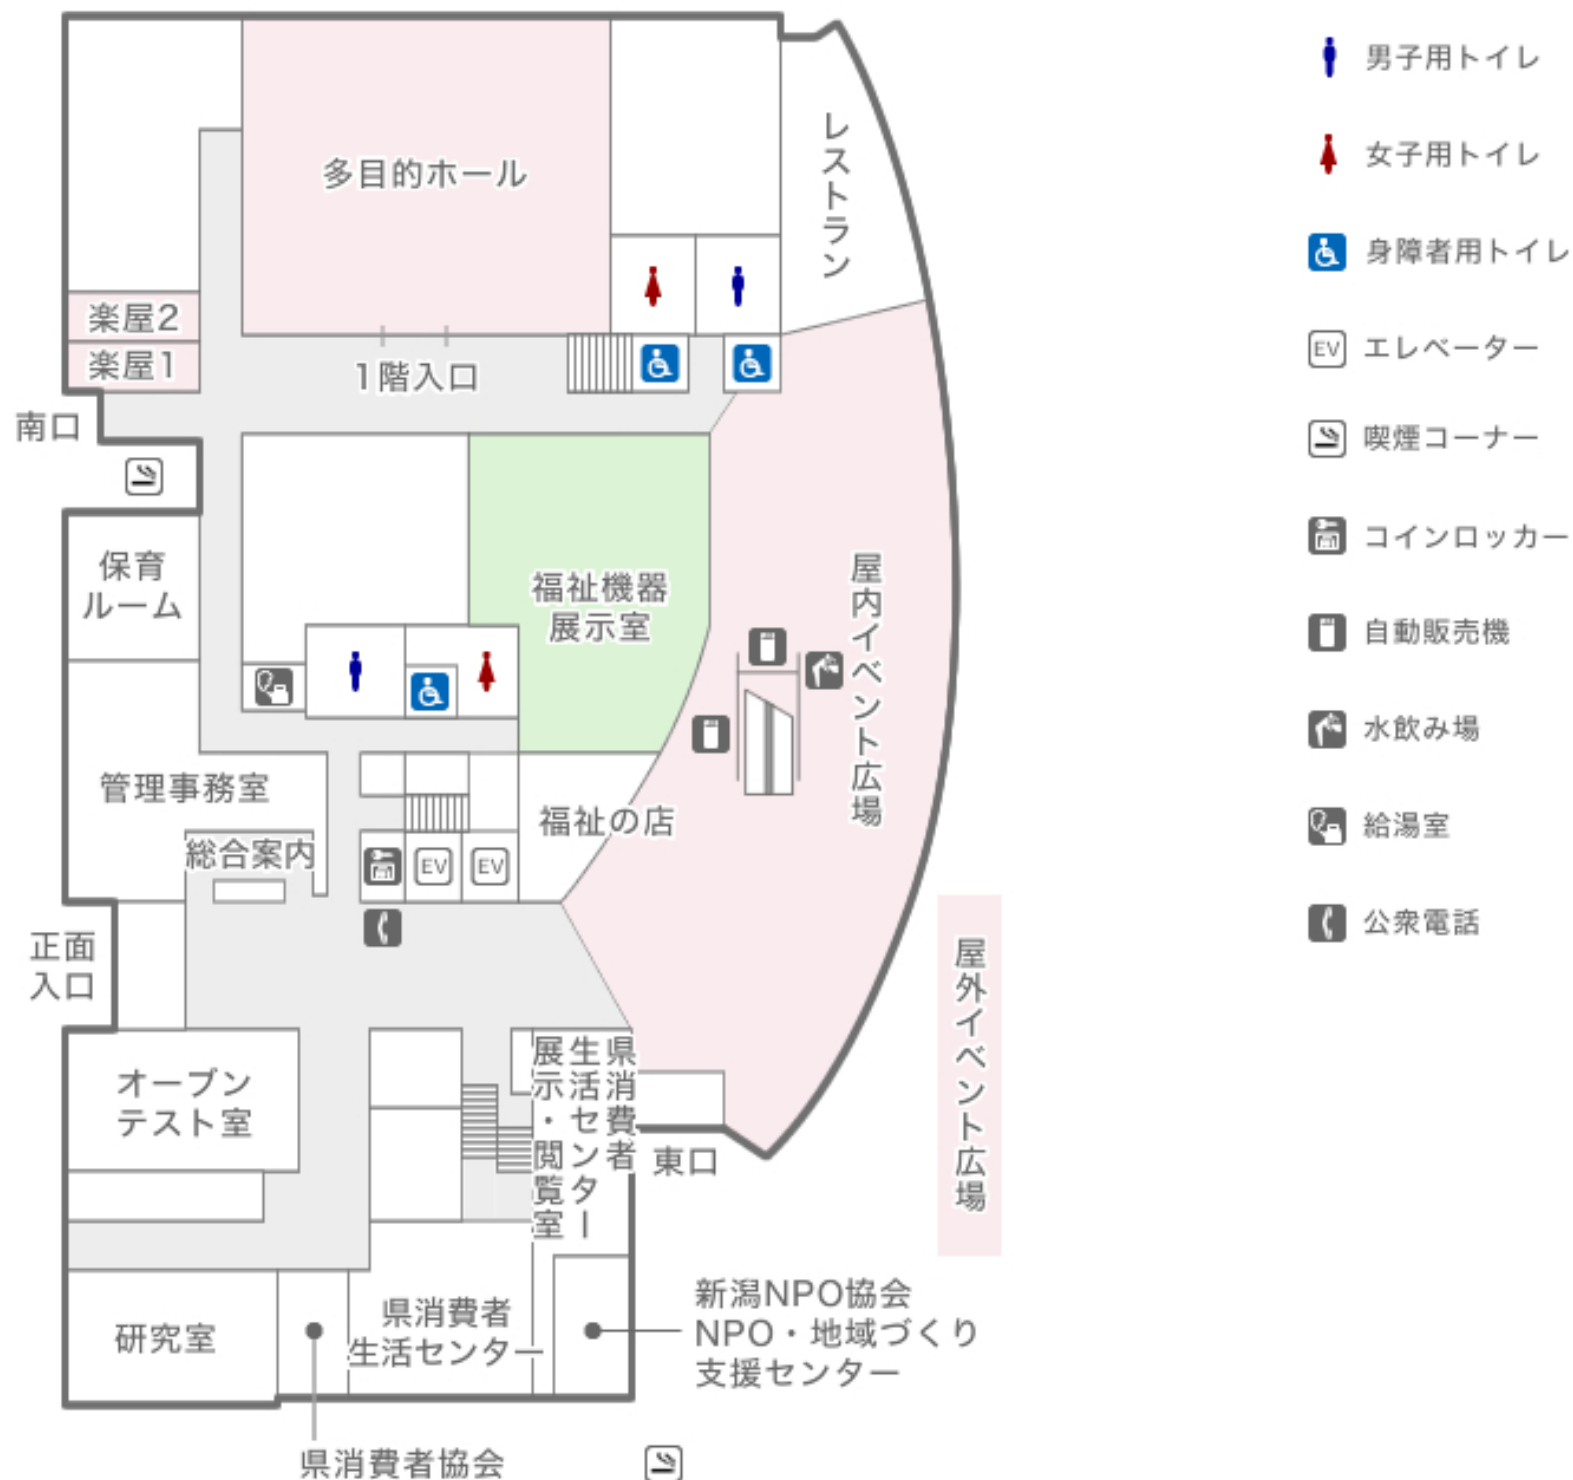 多目的ホール
レストラン
楽屋2
楽屋1
1階入口
南口
保育
ルーム
福祉機器
展示室
屋内イベント広場
管理事務室
総合案内
福祉の店
EV
EV
正面
入口
オープン
テスト室
県消費者
生活センター
展示・閲覧室
東口
屋外イベント広場
研究室
県消費者
生活センター
新潟NPO協会
NPO・地域づくり
支援センター
県消費者協会
男子用トイレ
女子用トイレ
身障者用トイレ
EV エレベーター
喫煙コーナー
コインロッカー
自動販売機
水飲み場
給湯室
公衆電話